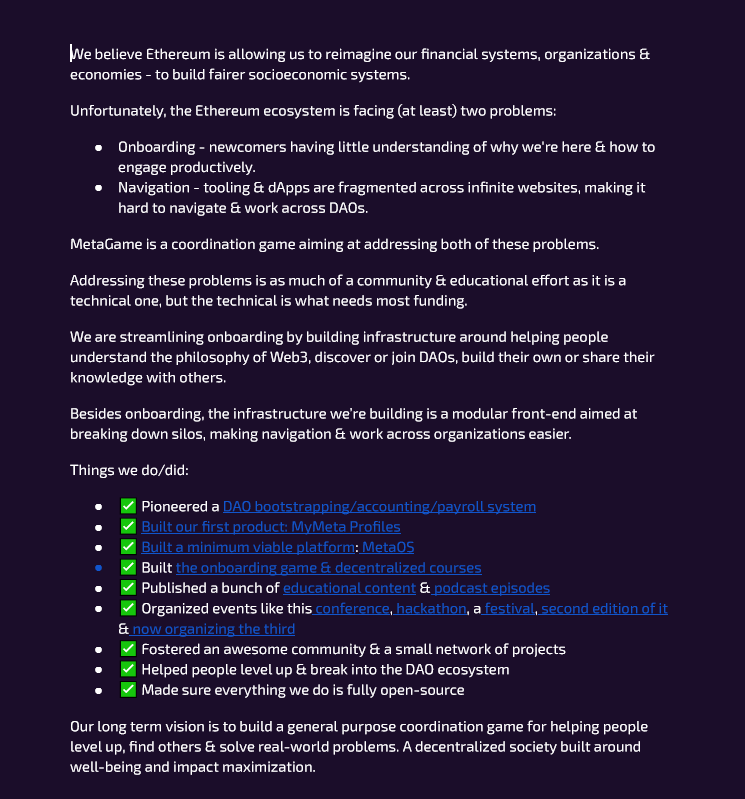 We believe Ethereum is allowing us to reimagine our financial systems, organizations &
economies - to build fairer socioeconomic systems.
Unfortunately, the Ethereum ecosystem is facing (at least) two problems:
● Onboarding - newcomers having little understanding of why we're here & how to
engage productively.
● Navigation - tooling & dApps are fragmented across infinite websites, making it
hard to navigate & work across DAOs.
MetaGame is a coordination game aiming at addressing both of these problems.
Addressing these problems is as much of a community & educational effort as it is a
technical one, but the technical is what needs most funding.
We are streamlining onboarding by building infrastructure around helping people
understand the philosophy of Web3, discover or join DAOs, build their own or share their
knowledge with others.
Besides onboarding, the infrastructure we're building is a modular front-end aimed at
breaking down silos, making navigation & work across organizations easier.
Things we do/did:
● ✅ Pioneered a DAO bootstrapping/accounting/payroll system
● ✅ Built our first product: MyMeta Profiles
● ✅ Built a minimum viable platform: MetaOS
● ✅ Built the onboarding game & decentralized courses
● ✅ Published a bunch of educational content & podcast episodes
● ✅ Organized events like this conference, hackathon, a festival, second edition of it
& now organizing the third
● ✅ Fostered an awesome community & a small network of projects
● ✅ Helped people level up & break into the DAO ecosystem
● ✅ Made sure everything we do is fully open-source
Our long term vision is to build a general purpose coordination game for helping people
level up, find others & solve real-world problems. A decentralized society built around
well-being and impact maximization.